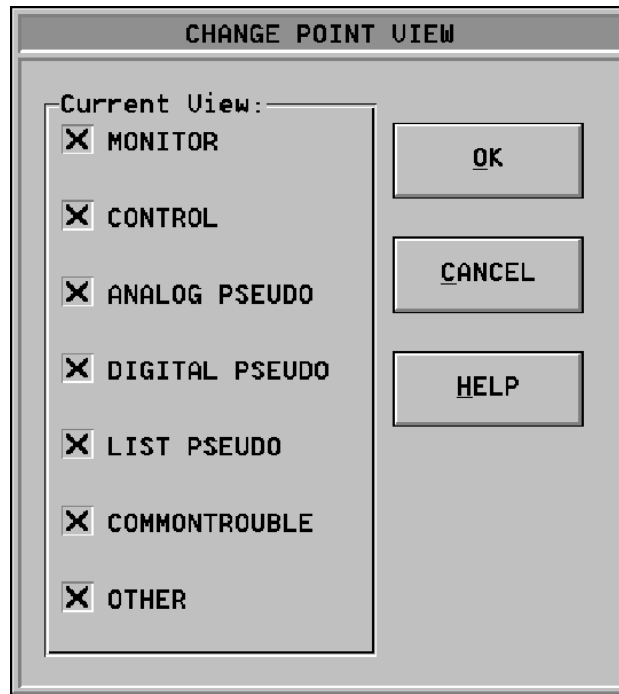 CHANGE POINT VIEW
Current View:
MONITOR
CONTROL
ANALOG PSEUDO
DIGITAL PSEUDO
LIST PSEUDO
COMMONTROUBLE
OTHER
OK
CANCEL
HELP